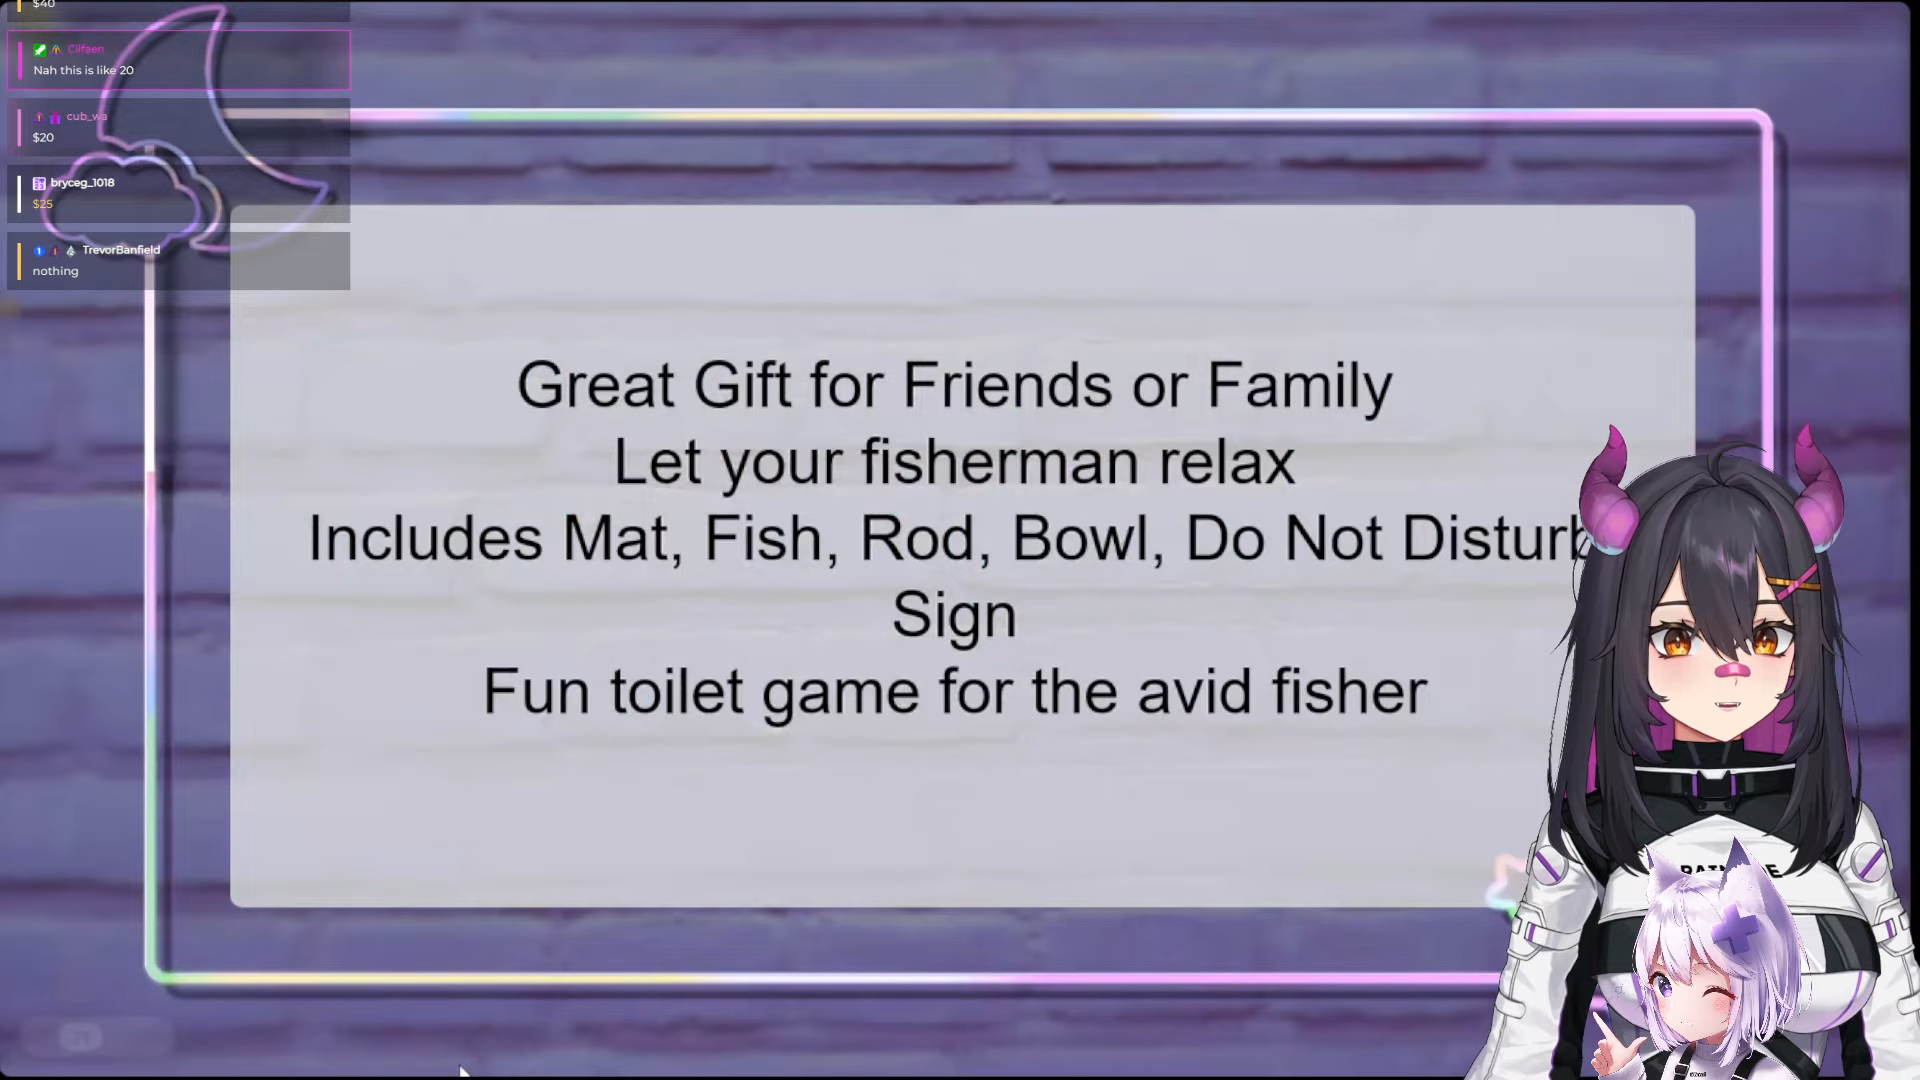 $40
Clifaen
Nah this is like 20
cub_wa
$20
bryceg_1018
$25
TrevorBanfield
nothing
Great Gift for Friends or Family
Let your fisherman relax
Includes Mat, Fish, Rod, Bowl, Do Not Disturb
Sign
Fun toilet game for the avid fisher